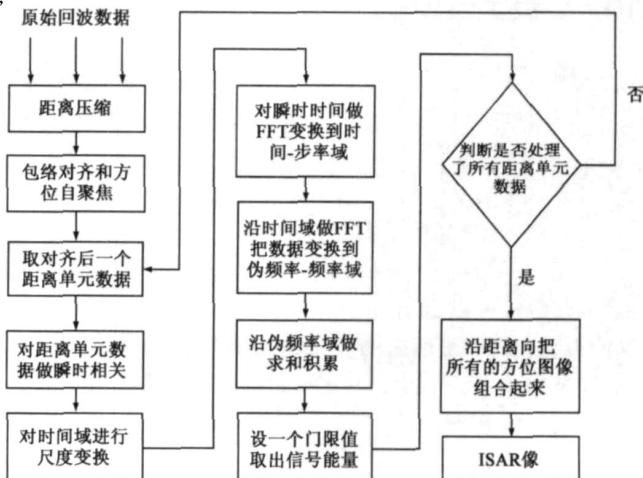 原始回波数据
距离压缩
包络对齐和方
位自聚焦
取对齐后一个
距离单元数据
对距离单元数
据做瞬时相关
对时间域进行
尺度变换
对瞬时时间做
FFT变换到时
间-步率域
沿时间域做FFT
把数据变换到
伪频率-频率域
沿伪频率域做
求和积累
设一个门限值
取出信号能量
判断是否处理
了所有距离单元
数据
否
是
沿距离向把
所有的方位图像
组合起来
ISAR像